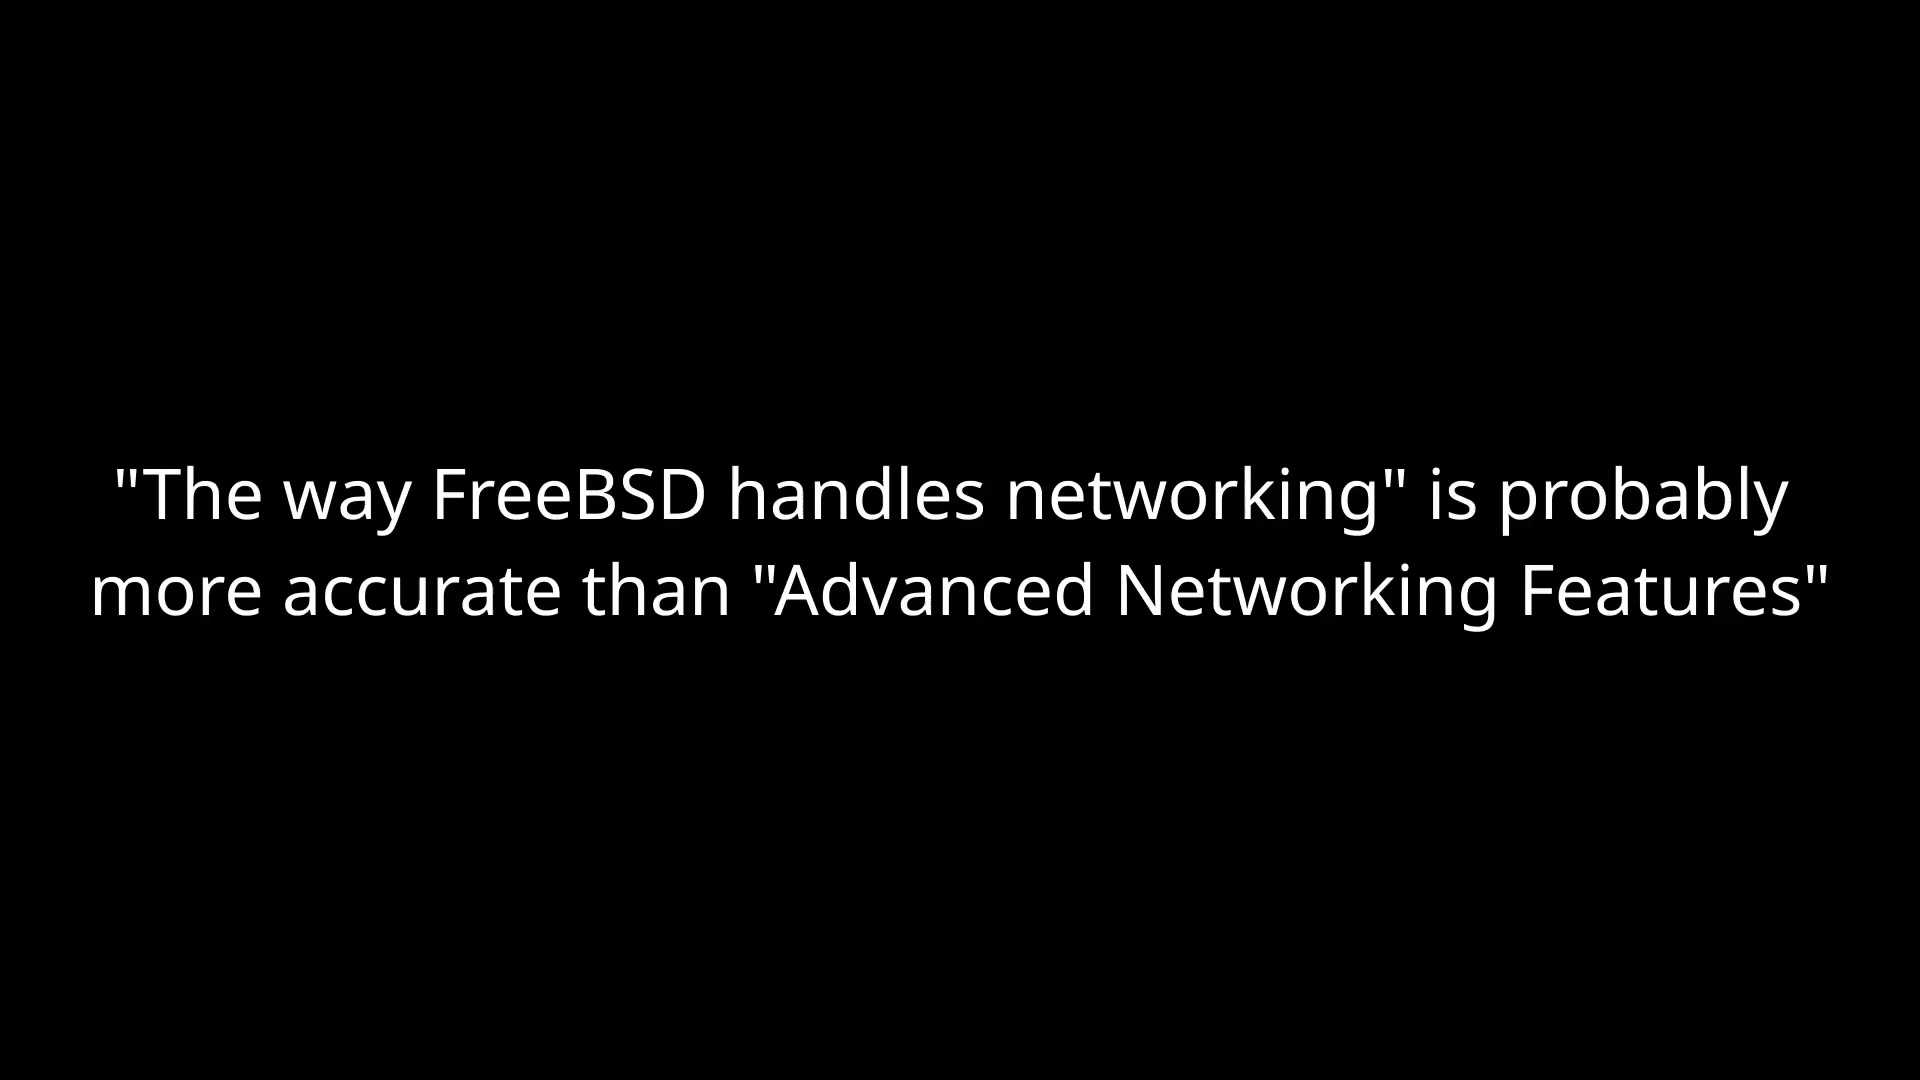 "The way FreeBSD handles networking" is probably
more accurate than "Advanced Networking Features"